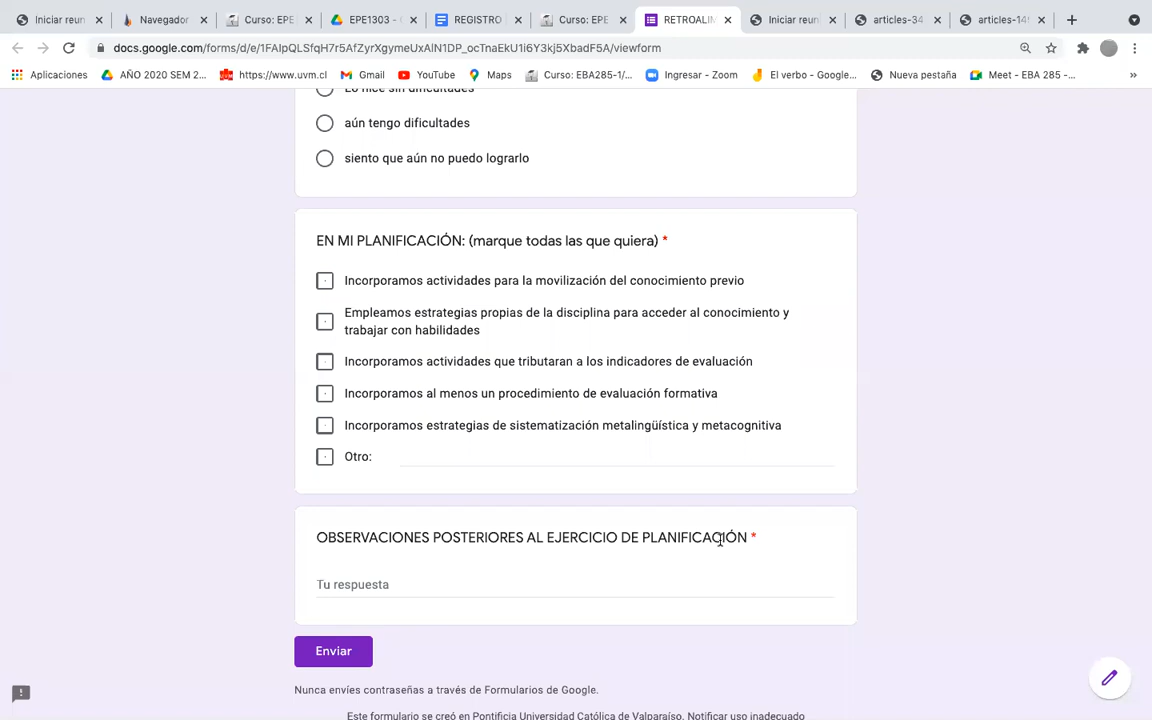 Iniciar reun
Navegador
Curso: EPE
EPE1303 -
REGISTRO
Curso: EPE
RETROALIM
Iniciar reun
articles-34
articles-14
docs.google.com/forms/d/e/1FAIpQLSfqH7r5AfZyrXgymeUxAlN1DP_ocTnaEkU1i6Y3kj5XbadF5A/viewform
Aplicaciones
AÑO 2020 SEM 2...
https://www.uvm.cl
Gmail
YouTube
Maps
Curso: EBA285-1/...
Ingresar - Zoom
El verbo - Google...
Nueva pestaña
Meet - EBA 285 -...
»
Lo hice sin dificultades
aún tengo dificultades
siento que aún no puedo lograrlo
EN MI PLANIFICACIÓN: (marque todas las que quiera) *
Incorporamos actividades para la movilización del conocimiento previo
Empleamos estrategias propias de la disciplina para acceder al conocimiento y
trabajar con habilidades
Incorporamos actividades que tributaran a los indicadores de evaluación
Incorporamos al menos un procedimiento de evaluación formativa
Incorporamos estrategias de sistematización metalingüística y metacognitiva
Otro:
OBSERVACIONES POSTERIORES AL EJERCICIO DE PLANIFICACIÓN *
Tu respuesta
Enviar
Nunca envíes contraseñas a través de Formularios de Google.
Este formulario se creó en Pontificia Universidad Católica de Valparaíso. Notificar uso inadecuado